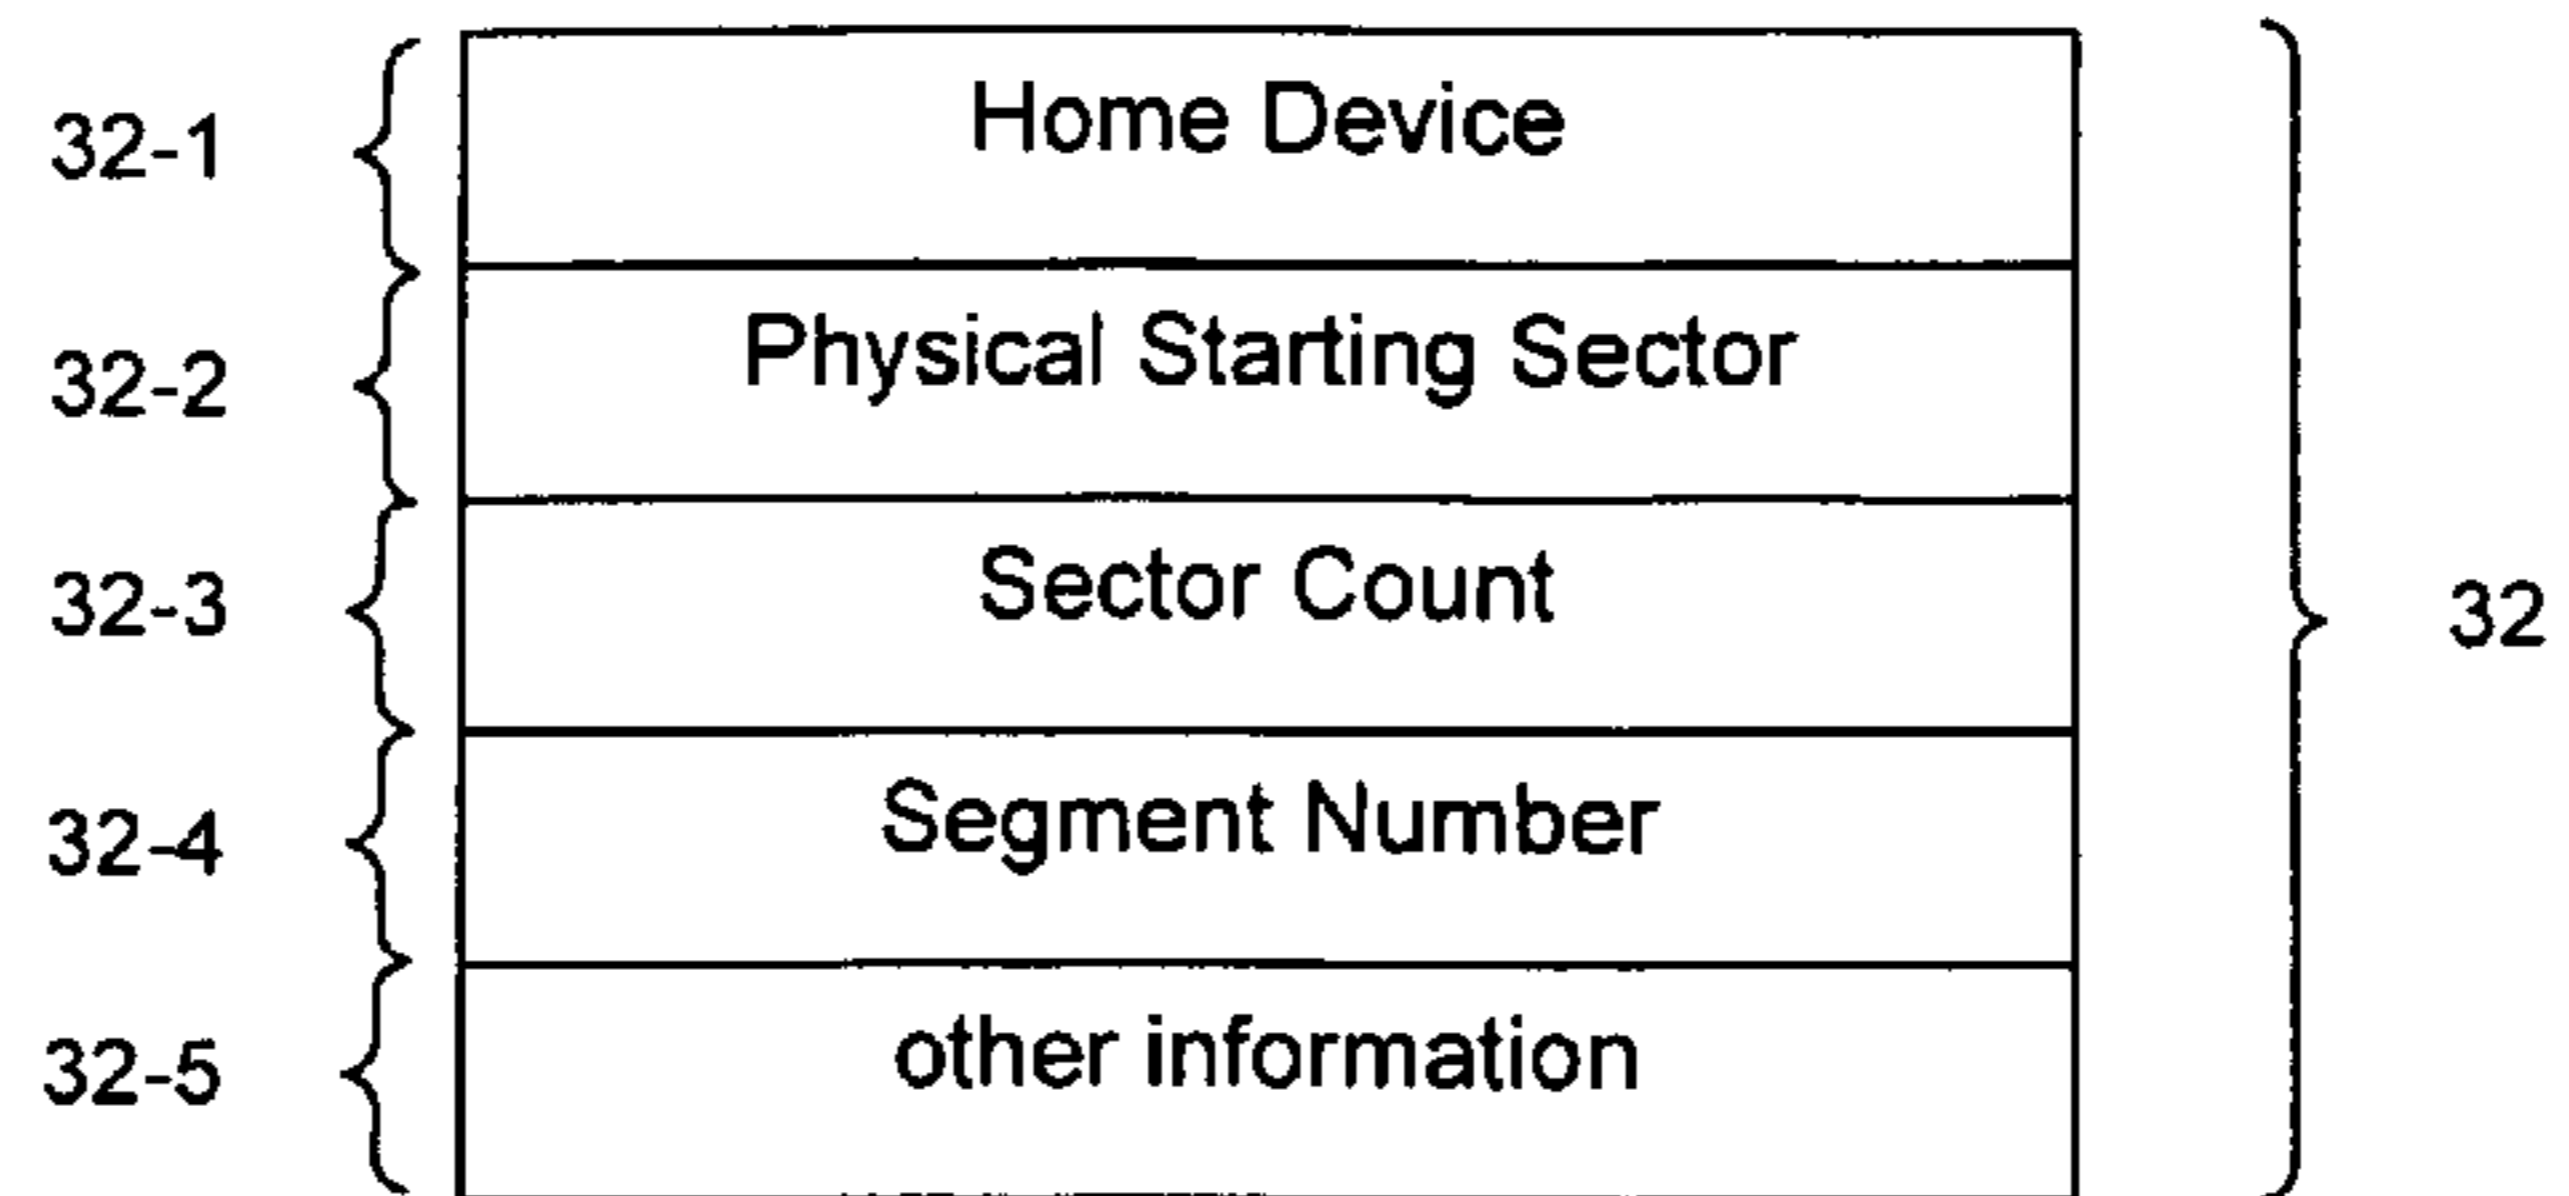 32-1 Home Device
32-2 Physical Starting Sector
32-3 Sector Count
32
32-4 Segment Number
32-5 other information